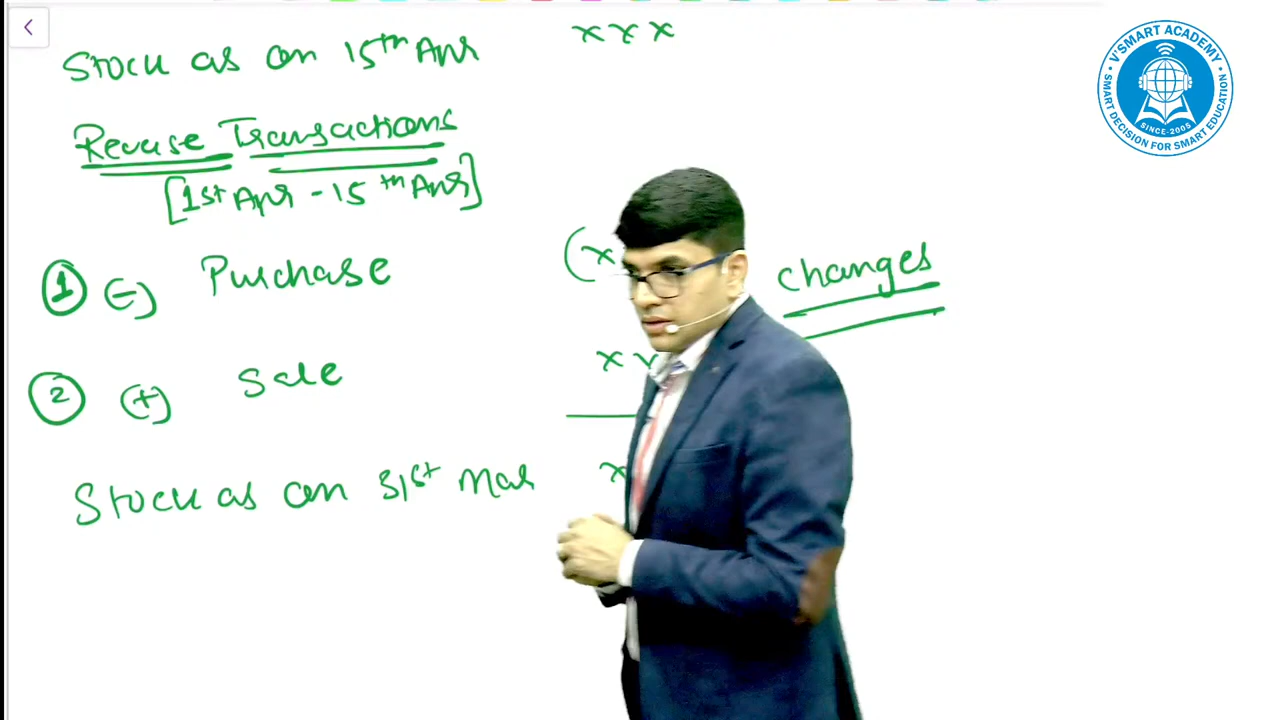 Stock as on 15th Apr xxx
Reverse Transactions
[1st Apr - 15th Apr]
1 (-) Purchase (x
changes
2 (+) Sale x
Stock as on 31st Mar x
V'SMART ACADEMY
SMART DECISION FOR SMART EDUCATION
SINCE-2005